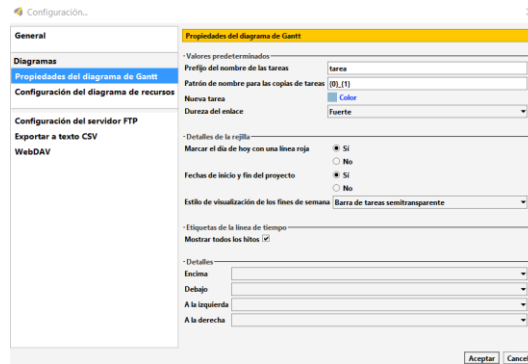 Configuración..
General
Diagramas
Propiedades del diagrama de Gantt
Configuración del diagrama de recursos
Configuración del servidor FTP
Exportar a texto CSV
WebDAV
Propiedades del diagrama de Gantt
Valores predeterminados
Prefijo del nombre de las tareas tarea
Patrón de nombre para las copias de tareas {0}_{1}
Nueva tarea Color
Dureza del enlace Fuerte
Detalles de la rejilla
Marcar el día de hoy con una línea roja Sí
No
Fechas de inicio y fin del proyecto Sí
No
Estilo de visualización de los fines de semana Barra de tareas semitransparente
Etiquetas de la línea de tiempo
Mostrar todos los hitos
Detalles
Encima
Debajo
A la izquierda
A la derecha
Aceptar Cancel